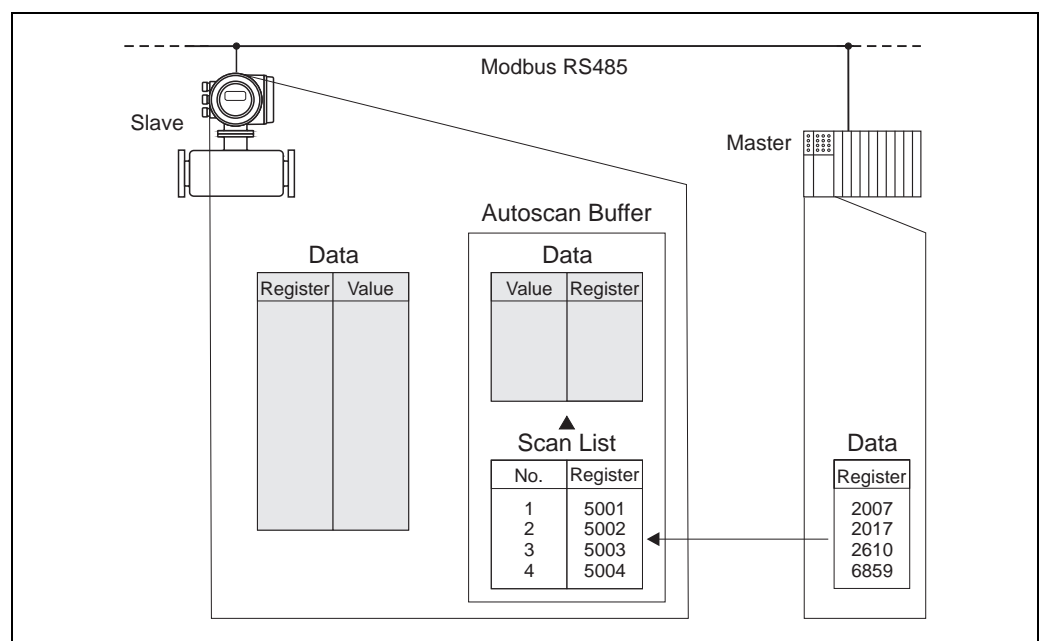 Modbus RS485
Slave
Master
Autoscan Buffer
Data
Register Value
Data
Value Register
Scan List
No. Register
1 5001
2 5002
3 5003
4 5004
Data
Register
2007
2017
2610
6859